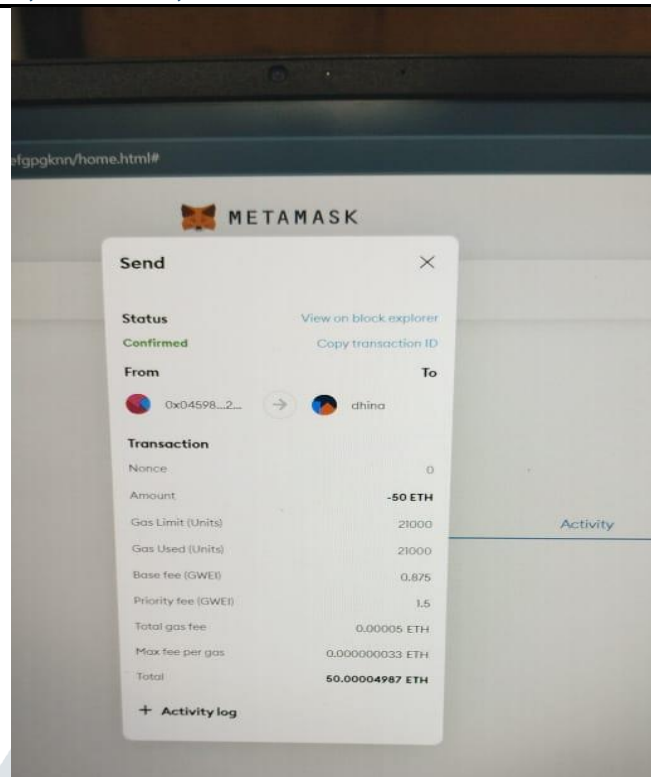 efgpgknn/home.html#
METAMASK
Send
Status View on block explorer
Confirmed Copy transaction ID
From To
0x04598...2... dhina
Transaction
Nonce 0
Amount -50 ETH
Gas Limit (Units) 21000
Activity
Gas Used (Units) 21000
Base fee (GWEI) 0.875
Priority fee (GWEI) 1.5
Total gas fee 0.00005 ETH
Max fee per gas 0.000000033 ETH
Total 50.00004987 ETH
+ Activity log